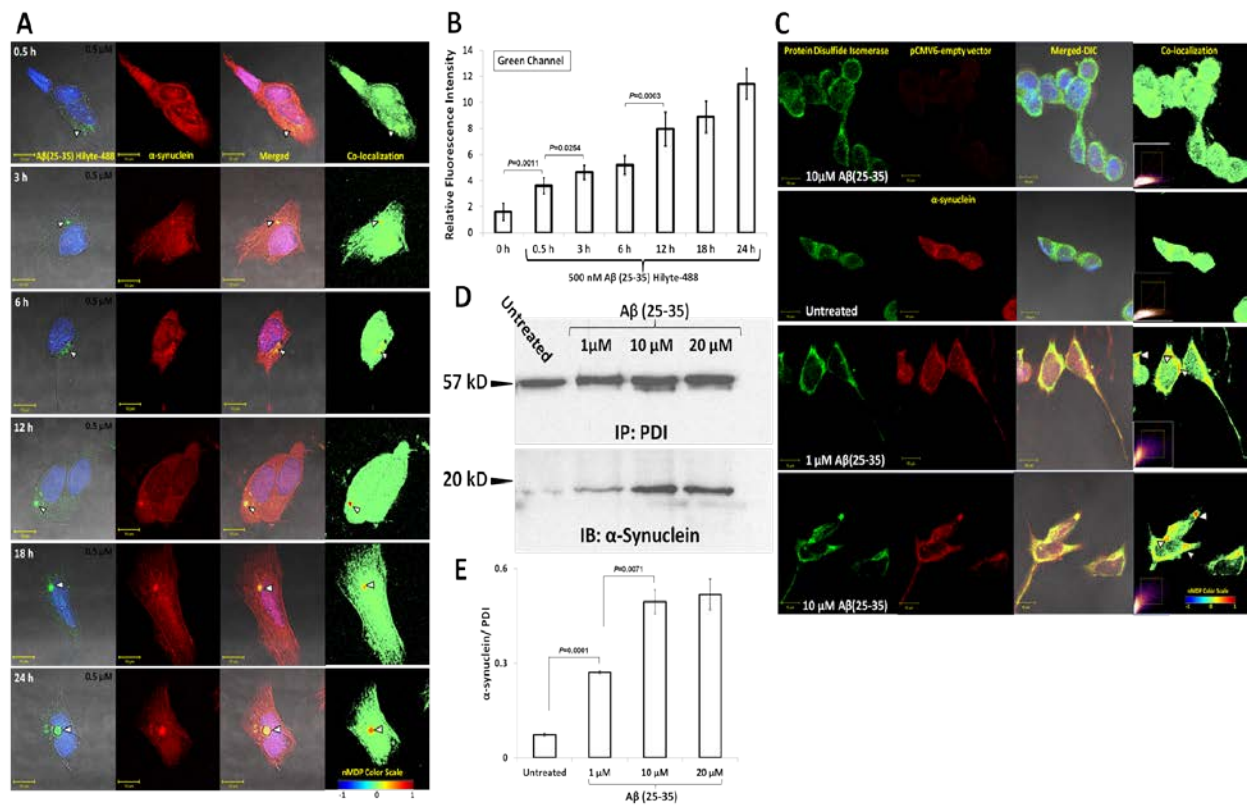 A
0.5 h
0.5 µM
Aβ(25-35) Hilyte-488
α-synuclein
Merged
Co-localization
3 h
0.5 µM
6 h
0.5 µM
12 h
0.5 µM
18 h
0.5 µM
24 h
0.5 µM
nMDP Color Scale
-1 0 1
B
Green Channel
Relative Fluorescence Intensity
14
12
10
8
6
4
2
0
P=0.0011
P=0.0254
P=0.0003
0 h 0.5 h 3 h 6 h 12 h 18 h 24 h
500 nM Aβ (25-35) Hilyte-488
C
Protein Disulfide Isomerase
pCMV6-empty vector
Merged-DIC
Co-localization
10µM Aβ(25-35)
α-synuclein
Untreated
1 µM Aβ(25-35)
10 µM Aβ(25-35)
nMDP Color Scale
-1 0 1
D
Untreated
Aβ (25-35)
1µM 10 µM 20 µM
57 kD
IP: PDI
20 kD
IB: α-Synuclein
E
α-synuclein/ PDI
0.6
0.3
0
P=0.0001
P=0.0071
Untreated 1 µM 10 µM 20 µM
Aβ (25-35)